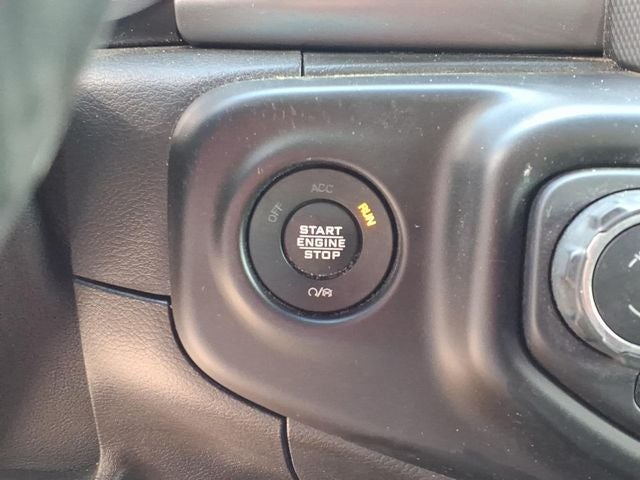 ACC
OFF
RUN
START
ENGINE
STOP